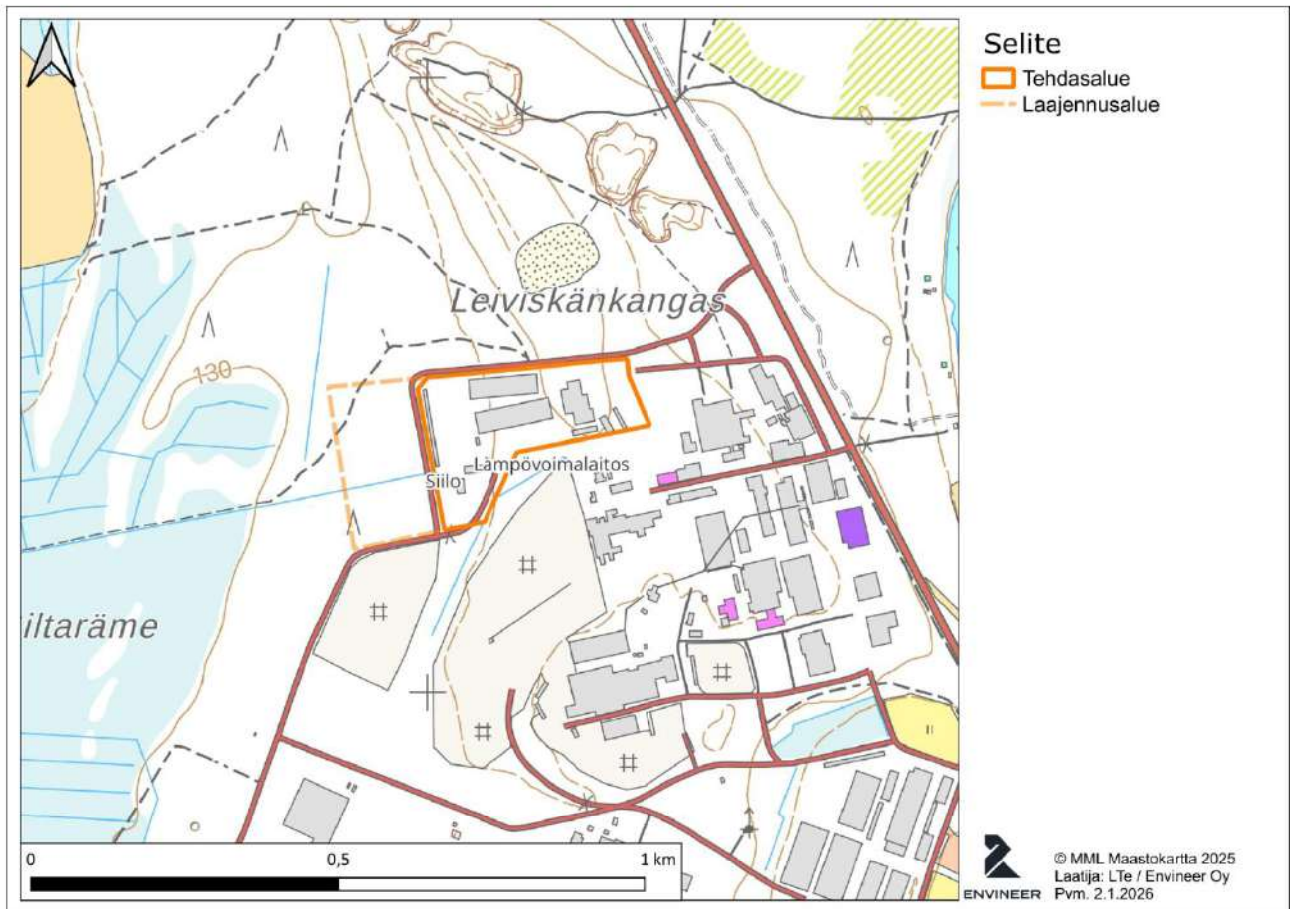 Selite
Tehdasalue
Laajennusalue
Leiviskänkangas
130
Lämpövoimalaitos
Siilo
iltaräme
0 0,5 1 km
ENVINEER
© MML Maastokartta 2025
Laatija: LTe / Envineer Oy
Pvm. 2.1.2026